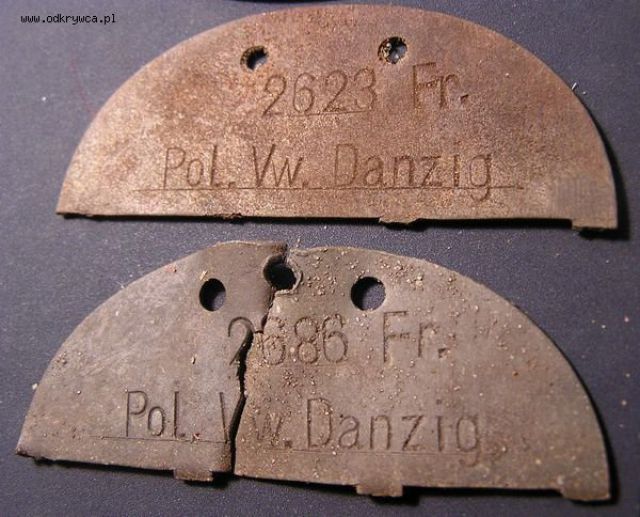 www.odkrywca.pl
2623 Fr.
Pol. Vw. Danzig
2686 Fr.
Pol. Vw. Danzig